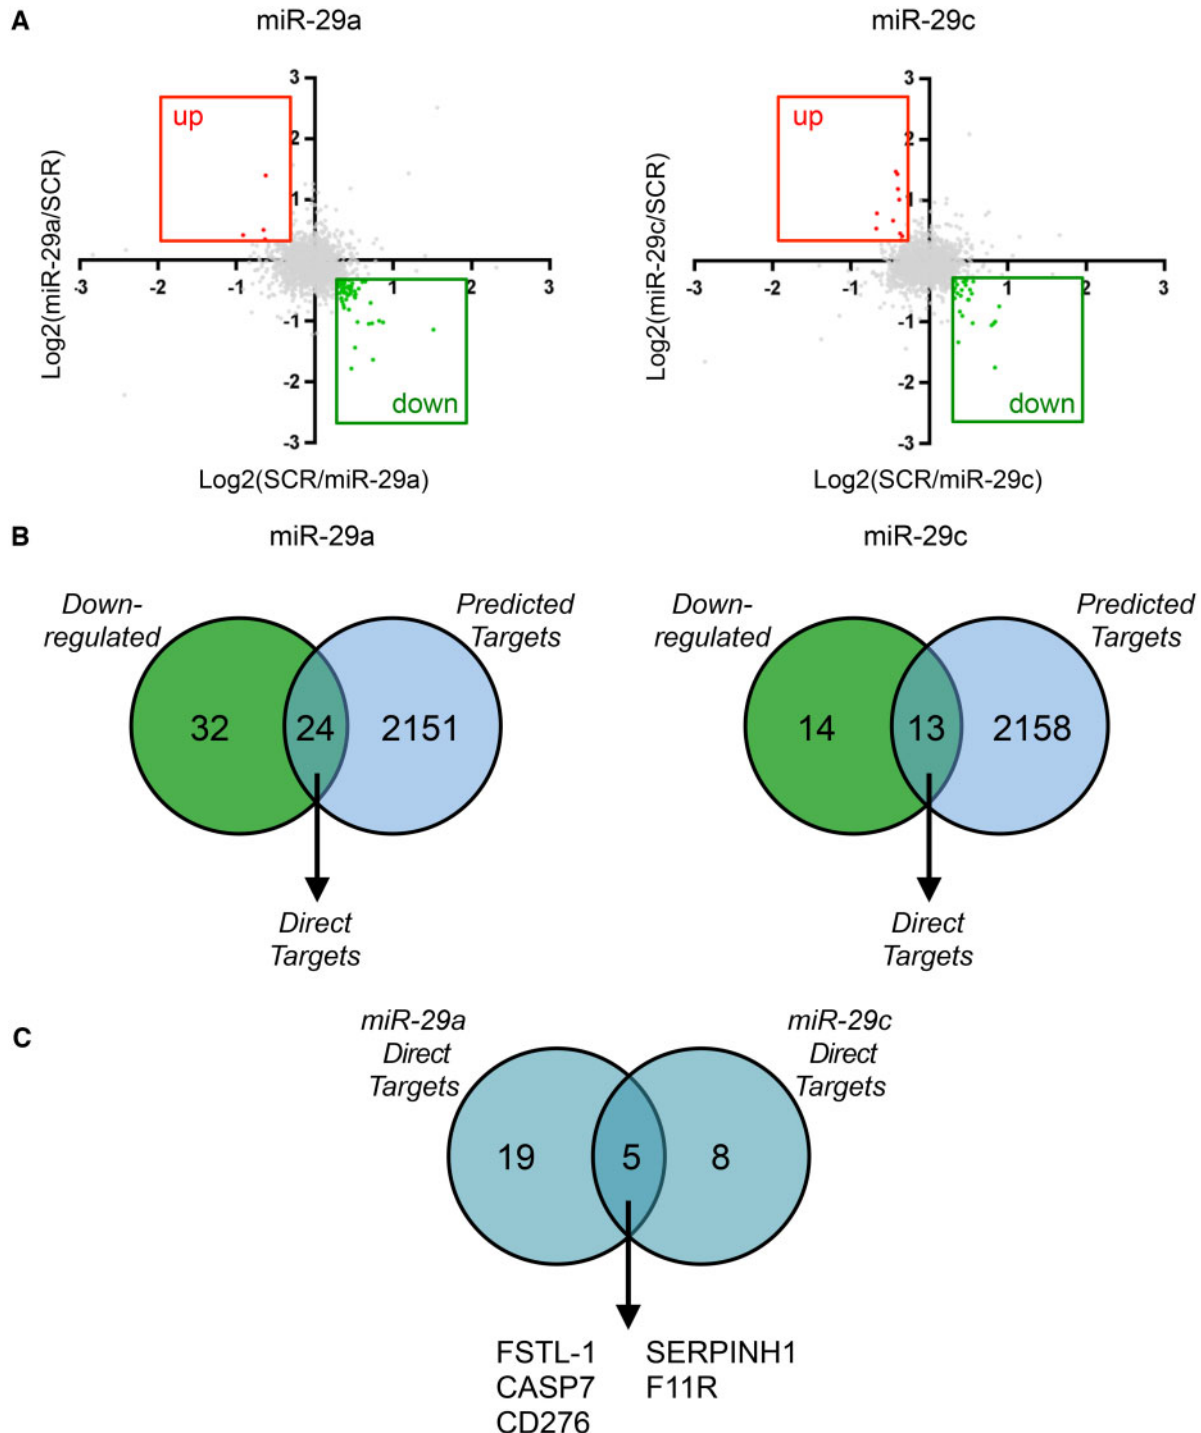 A
miR-29a
miR-29c
3
2
1
-1
-2
-3
-3
-2
-1
1
2
3
up
down
Log2(miR-29a/SCR)
Log2(SCR/miR-29a)
3
2
1
-1
-2
-3
-3
-2
-1
1
2
3
up
down
Log2(miR-29c/SCR)
Log2(SCR/miR-29c)
B
miR-29a
miR-29c
Down-
regulated
Predicted
Targets
32
24
2151
Direct
Targets
Down-
regulated
Predicted
Targets
14
13
2158
Direct
Targets
C
miR-29a
Direct
Targets
miR-29c
Direct
Targets
19
5
8
FSTL-1
CASP7
CD276
SERPINH1
F11R